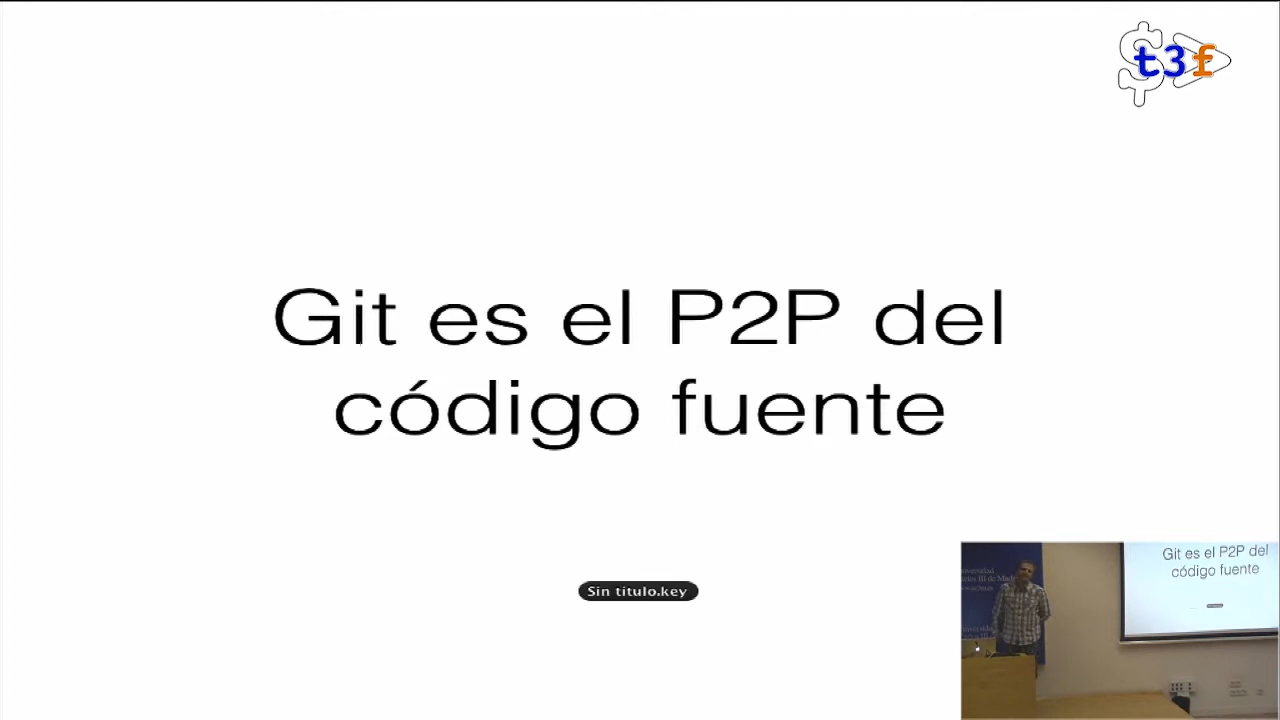 $t3f
Git es el P2P del
código fuente
Sin titulo.key
Git es el P2P del
código fuente